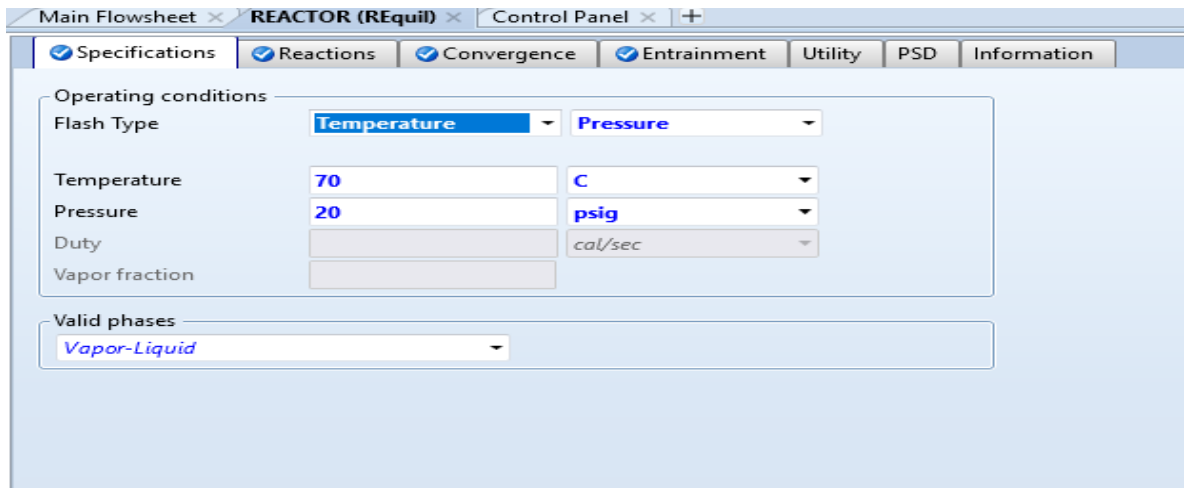 Main Flowsheet × REACTOR (REquil) × Control Panel × +
Specifications Reactions Convergence Entrainment Utility PSD Information
Operating conditions
Flash Type Temperature Pressure
Temperature 70 C
Pressure 20 psig
Duty cal/sec
Vapor fraction
Valid phases
Vapor-Liquid